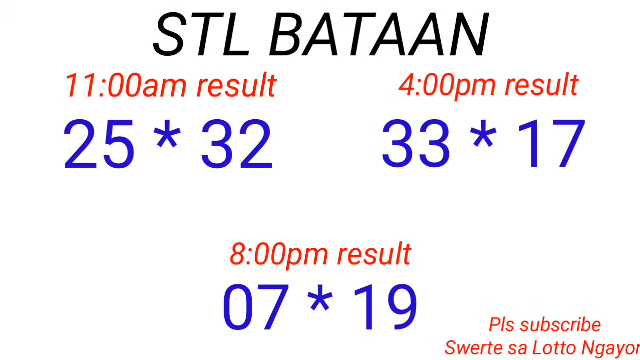 STL BATAAN
11:00am result
25 * 32
4:00pm result
33 * 17
8:00pm result
07 * 19
Pls subscribe
Swerte sa Lotto Ngayon